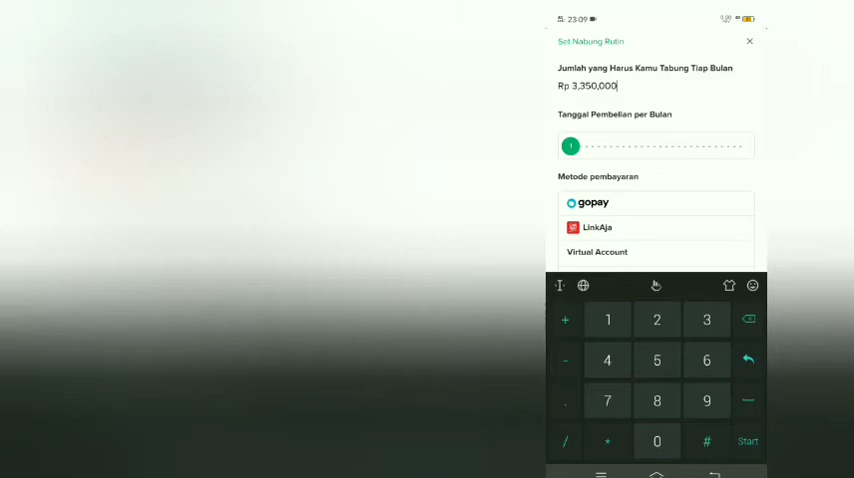 23:09
Set Nabung Rutin
Jumlah yang Harus Kamu Tabung Tiap Bulan
Rp 3,350,000
Tanggal Pembelian per Bulan
1
Metode pembayaran
gopay
LinkAja
Virtual Account
+ 1 2 3
- 4 5 6
. 7 8 9
/ * 0 # Start